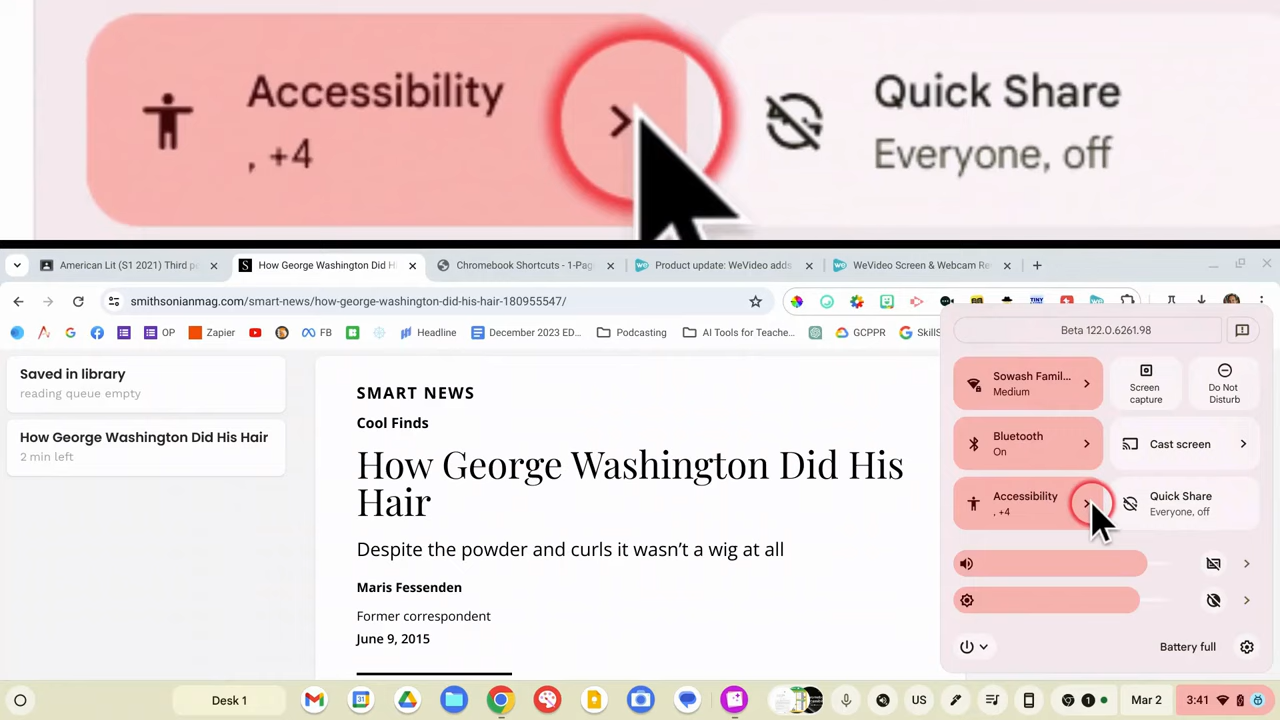 Accessibility
, +4
Quick Share
Everyone, off
American Lit (S1 2021) Third p
How George Washington Did H
Chromebook Shortcuts - 1-Pag
Product update: WeVideo adds
WeVideo Screen & Webcam Re
smithsonianmag.com/smart-news/how-george-washington-did-his-hair-180955547/
OP
Zapier
FB
Headline
December 2023 ED...
Podcasting
AI Tools for Teache...
GCPPR
Skills
Beta 122.0.6261.98
Saved in library
reading queue empty
How George Washington Did His Hair
2 min left
SMART NEWS
Cool Finds
How George Washington Did His
Hair
Despite the powder and curls it wasn't a wig at all
Maris Fessenden
Former correspondent
June 9, 2015
Sowash Famil...
Medium
Screen
capture
Do Not
Disturb
Bluetooth
On
Cast screen
Accessibility
, +4
Quick Share
Everyone, off
Battery full
Desk 1
US
1
Mar 2
3:41